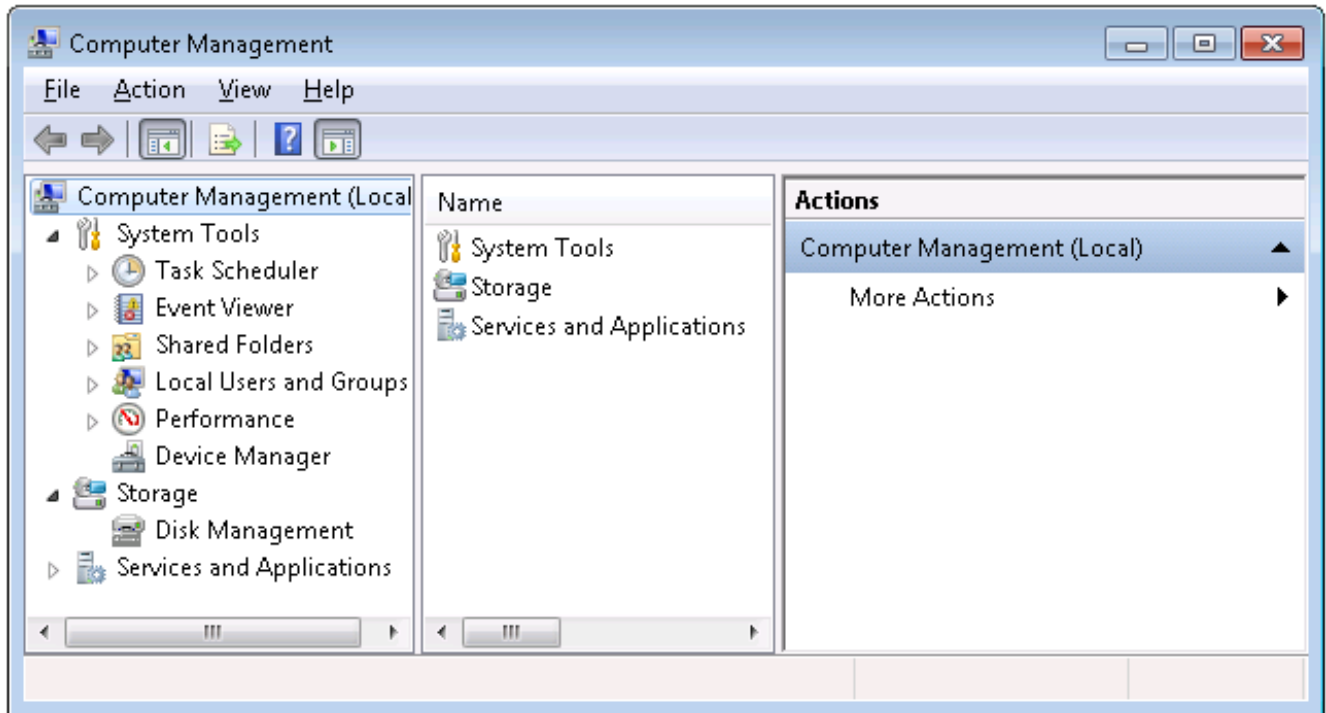 Computer Management
File Action View Help
Computer Management (Local
System Tools
Task Scheduler
Event Viewer
Shared Folders
Local Users and Groups
Performance
Device Manager
Storage
Disk Management
Services and Applications
Name
System Tools
Storage
Services and Applications
Actions
Computer Management (Local)
More Actions